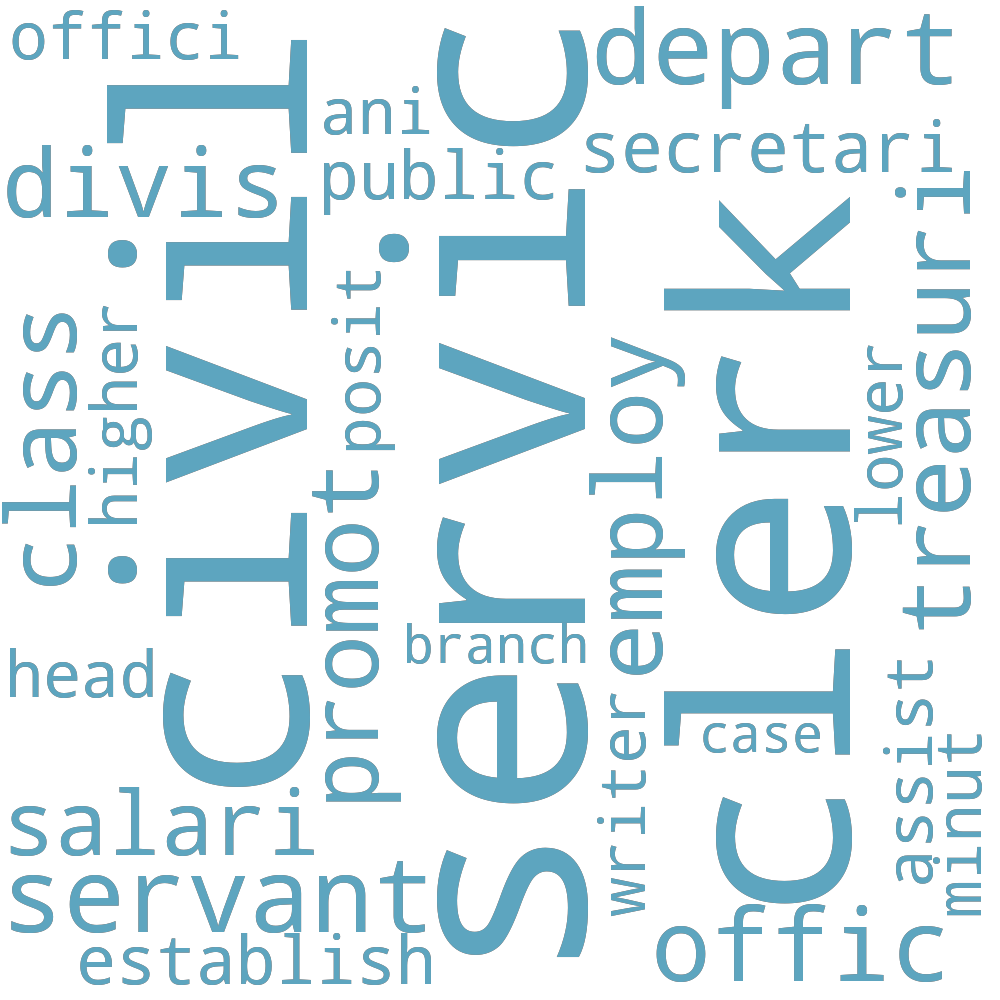 offici
depart
ani
secretari
public
divis
civil
servic
clerk
treasuri
class
higher
posit
promot
employ
lower
branch
head
case
writer
assist
minut
salari
servant
establish
offic